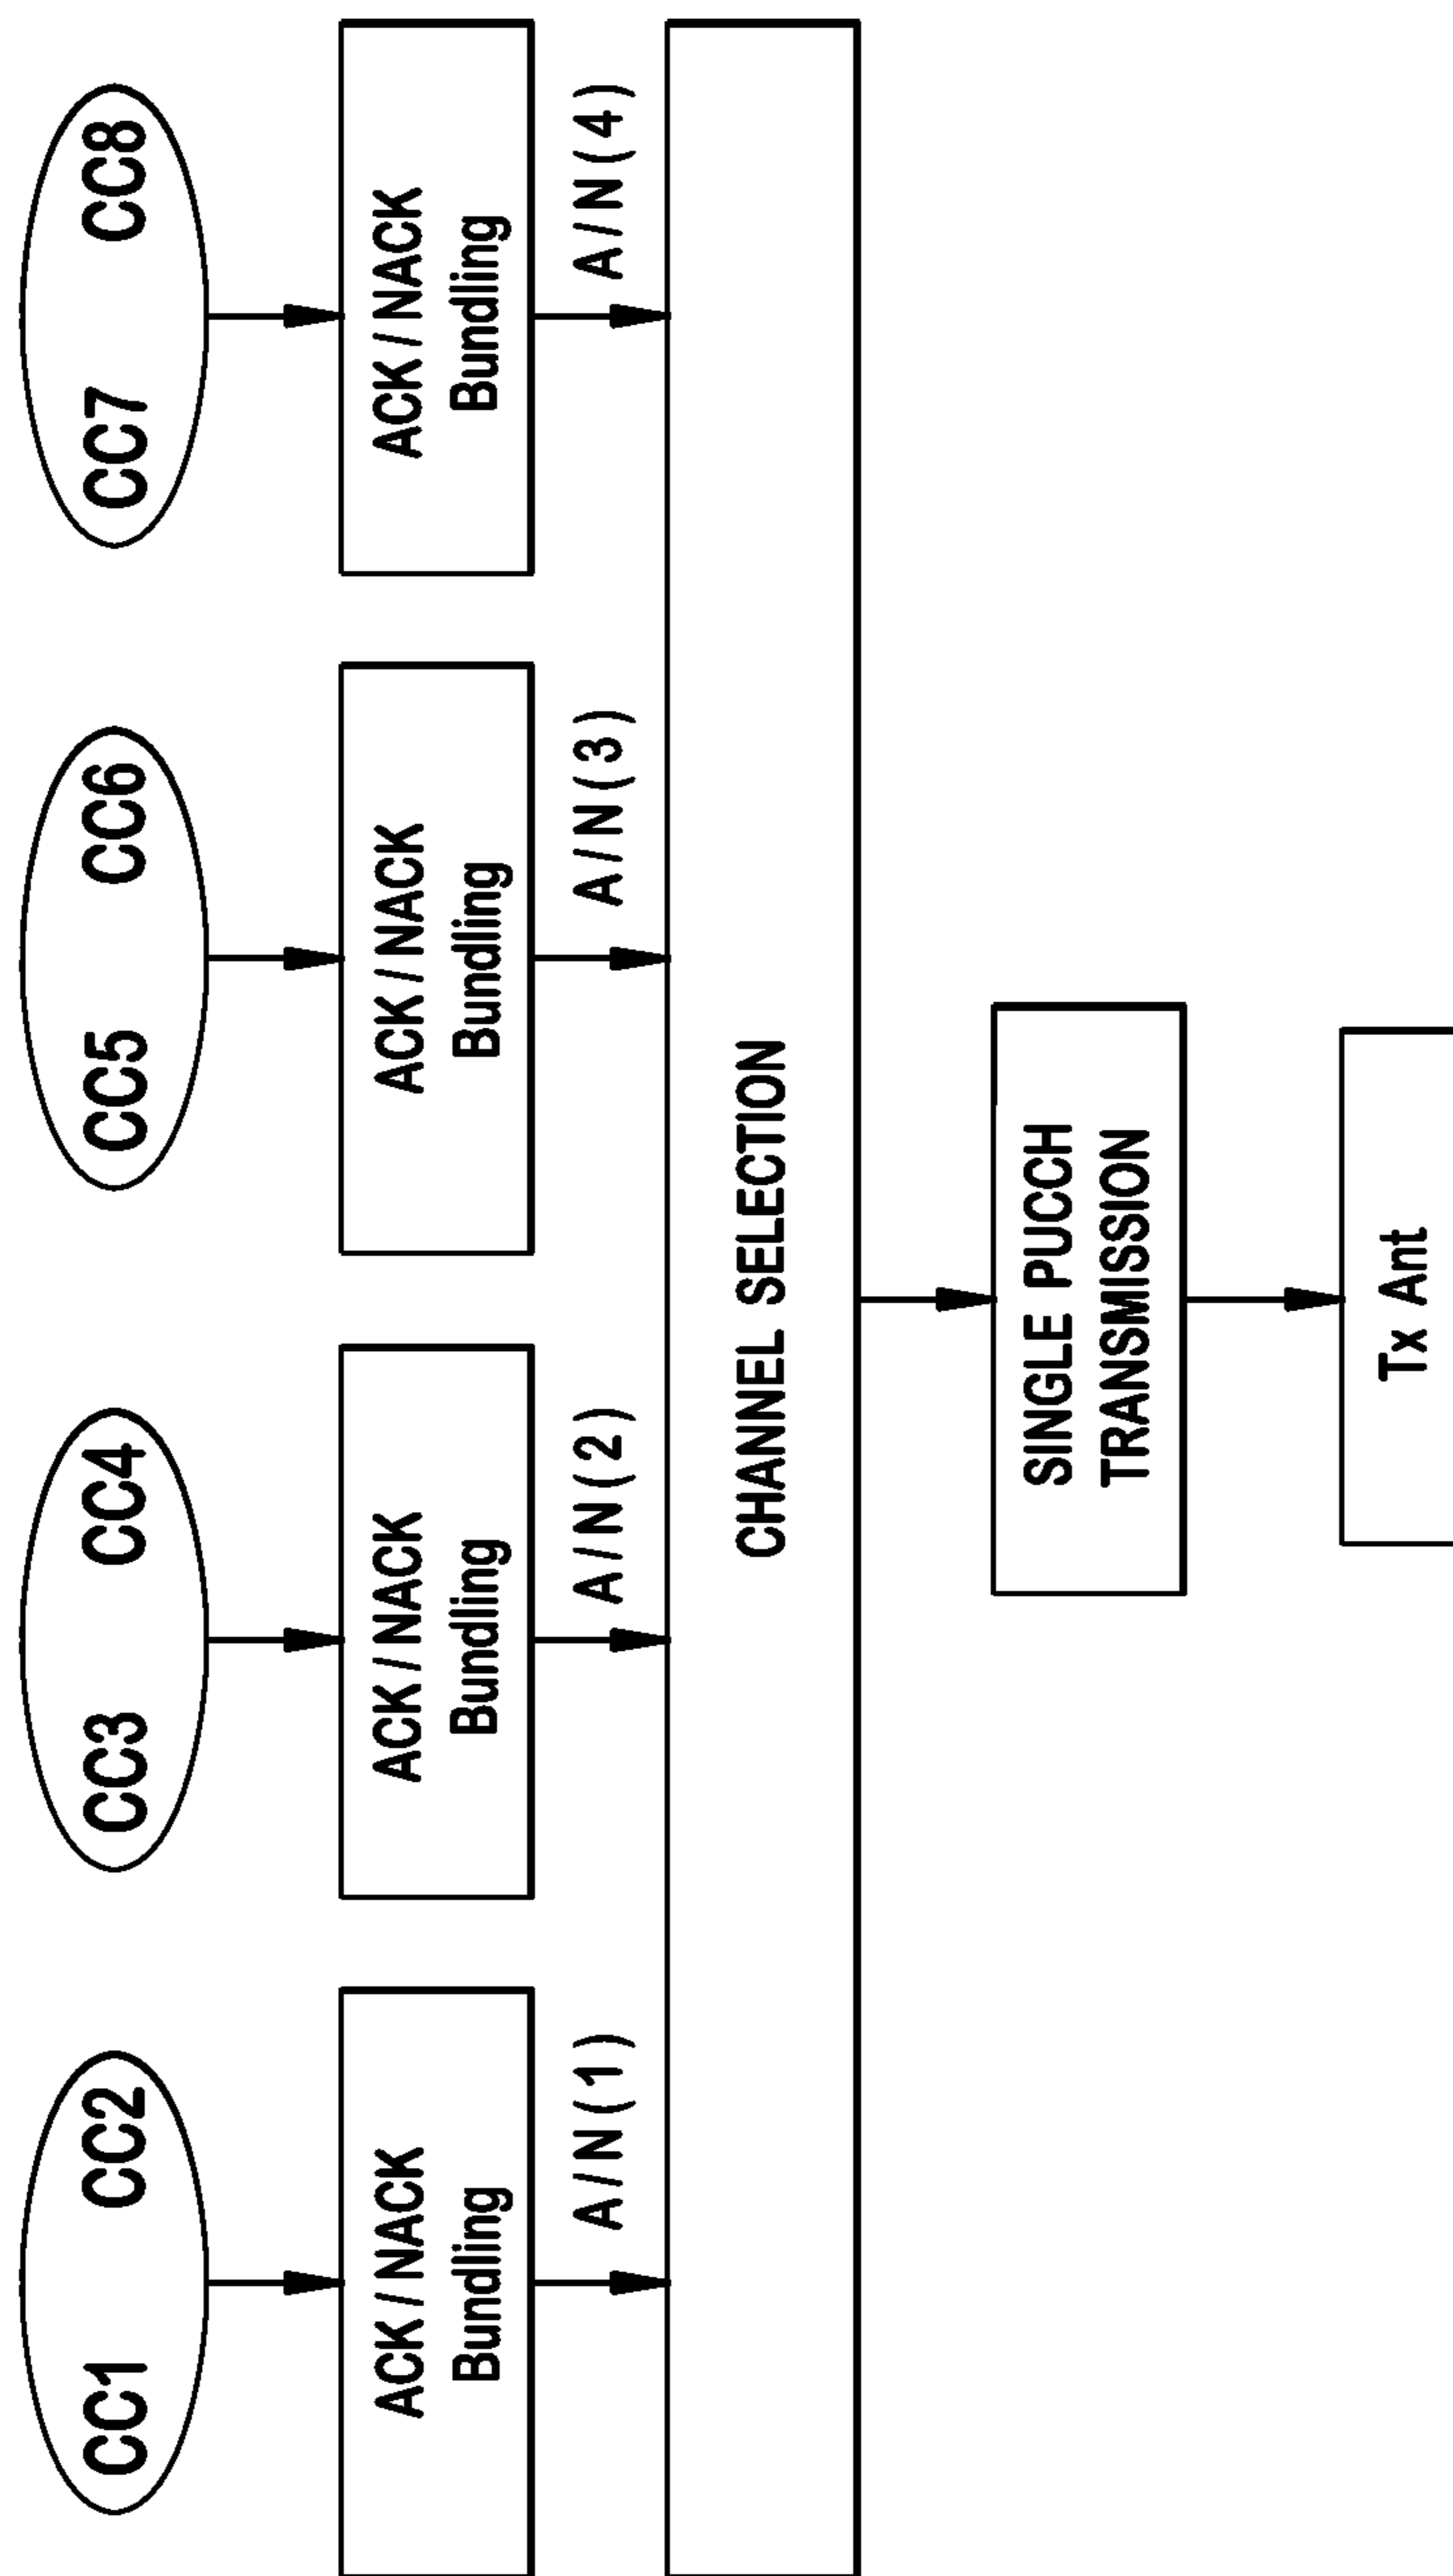 CC1 CC2
CC3 CC4
CC5 CC6
CC7 CC8
ACK / NACK
Bundling
ACK / NACK
Bundling
ACK / NACK
Bundling
ACK / NACK
Bundling
A / N ( 1 )
A / N ( 2 )
A / N ( 3 )
A / N ( 4 )
CHANNEL SELECTION
SINGLE PUCCH
TRANSMISSION
Tx Ant